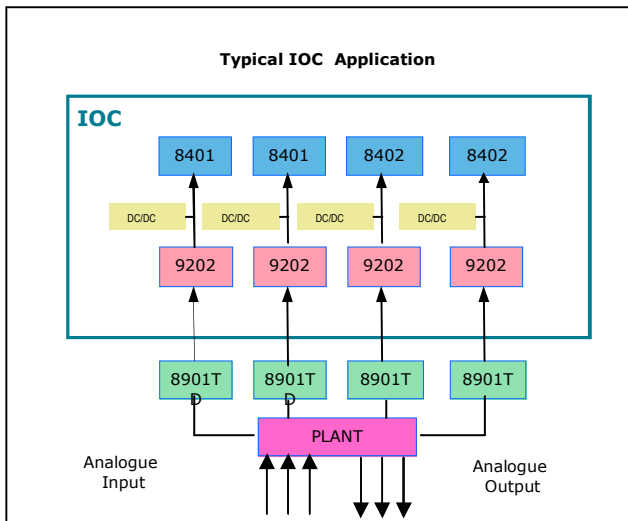 Typical IOC Application
IOC
8401 8401 8402 8402
DC/DC DC/DC DC/DC DC/DC
9202 9202 9202 9202
8901T 8901T 8901T 8901T
D D
PLANT
Analogue Analogue
Input Output